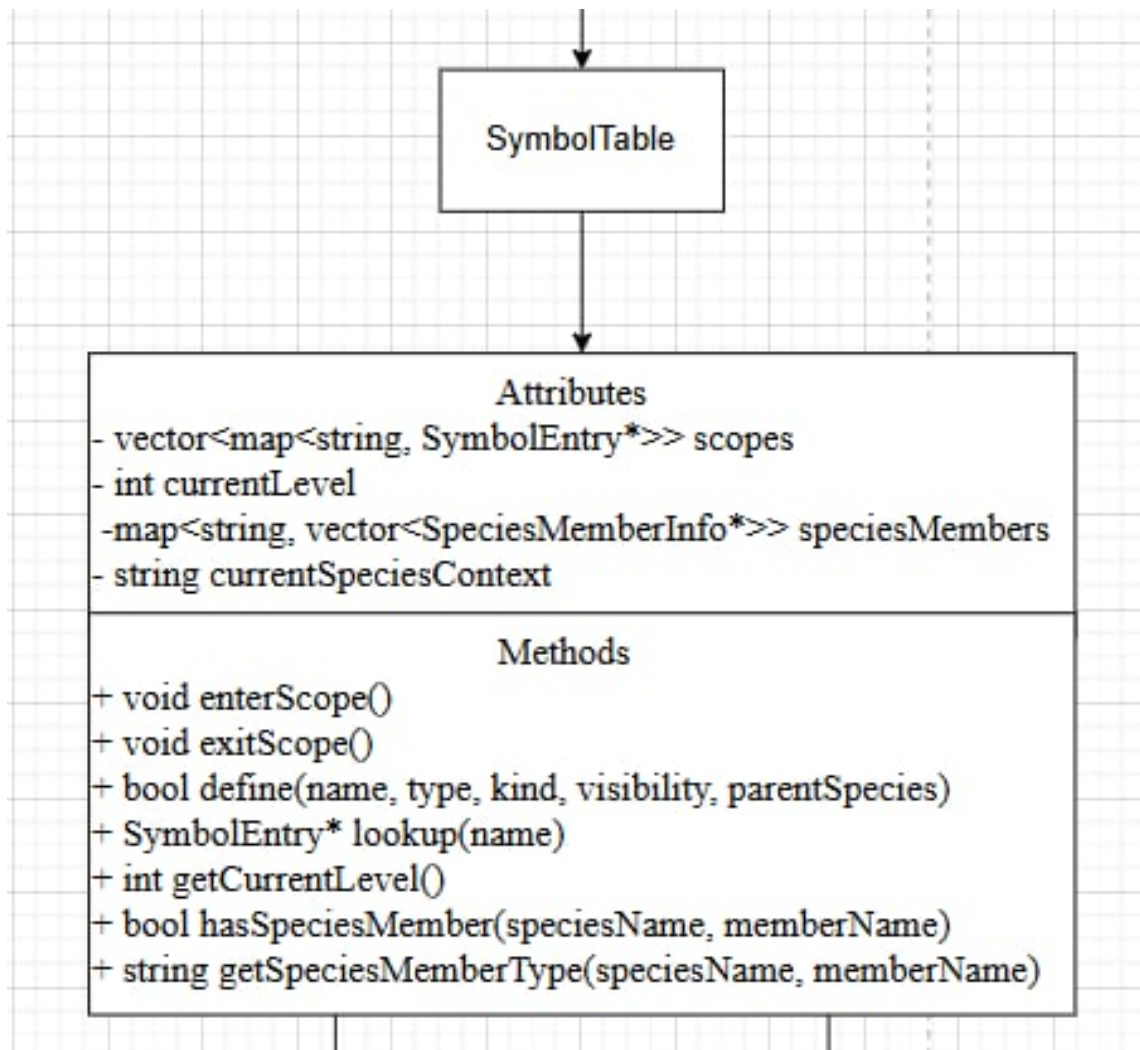 SymbolTable
Attributes
- vector<map<string, SymbolEntry*>> scopes
- int currentLevel
-map<string, vector<SpeciesMemberInfo*>> speciesMembers
- string currentSpeciesContext
Methods
+ void enterScope()
+ void exitScope()
+ bool define(name, type, kind, visibility, parentSpecies)
+ SymbolEntry* lookup(name)
+ int getCurrentLevel()
+ bool hasSpeciesMember(speciesName, memberName)
+ string getSpeciesMemberType(speciesName, memberName)